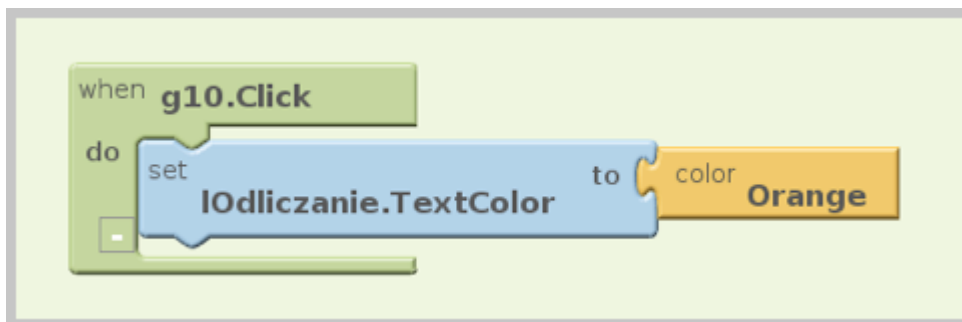 when g10.Click
do
set
lOdliczanie.TextColor
to
color
Orange
-